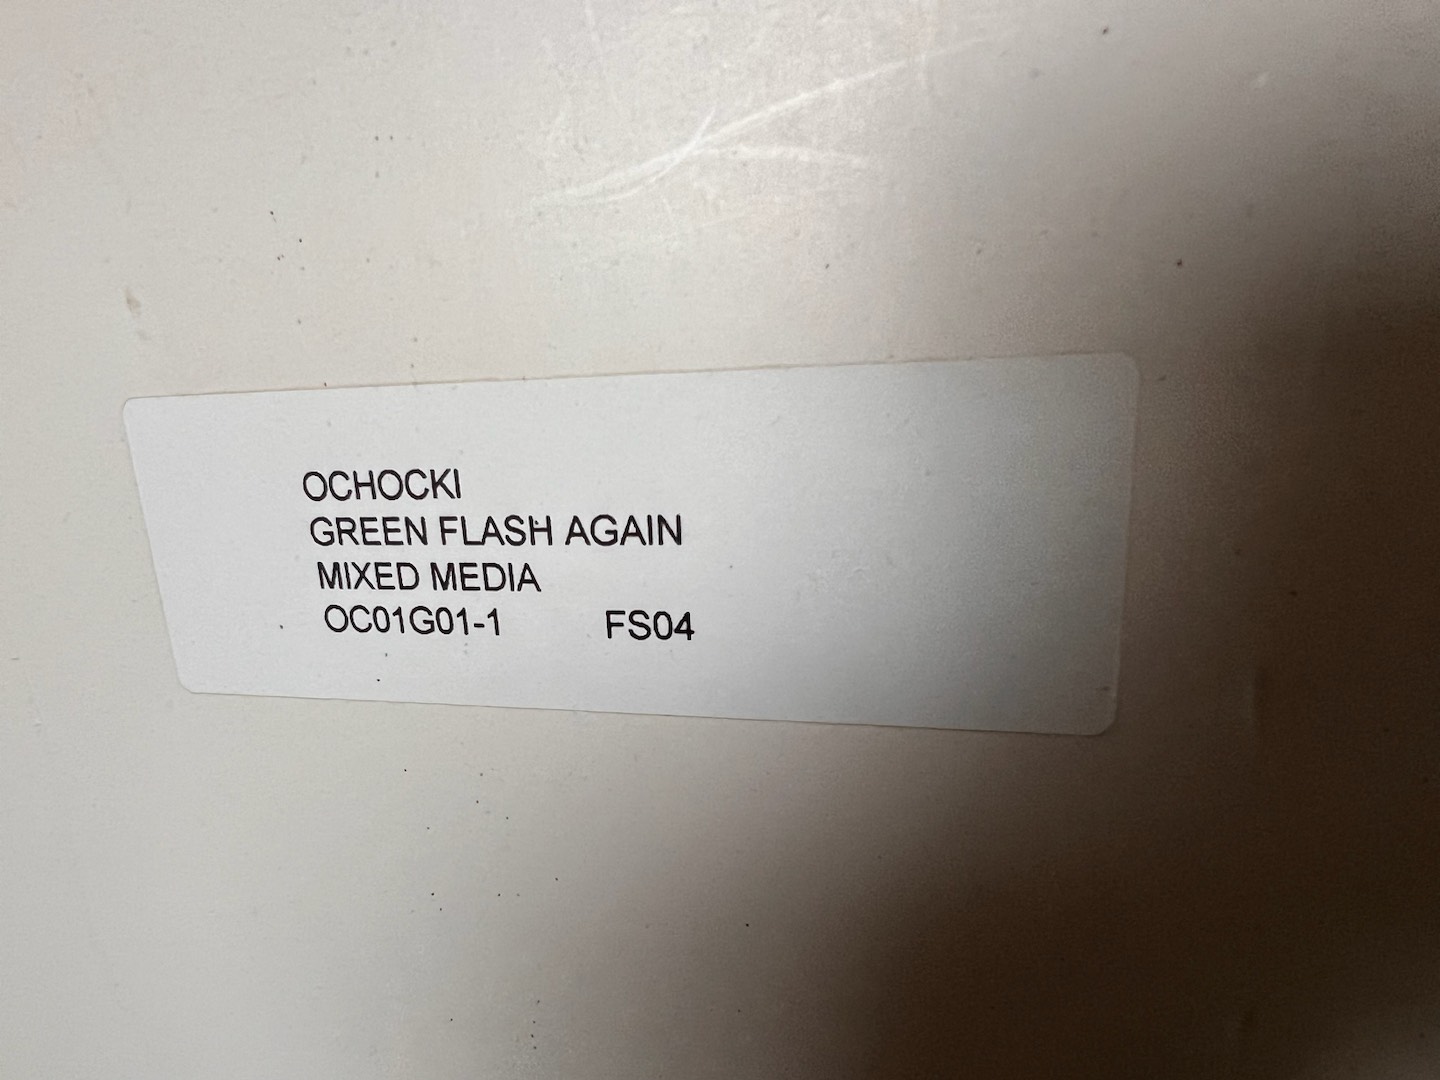 OCHOCKI
GREEN FLASH AGAIN
MIXED MEDIA
OC01G01-1 FS04